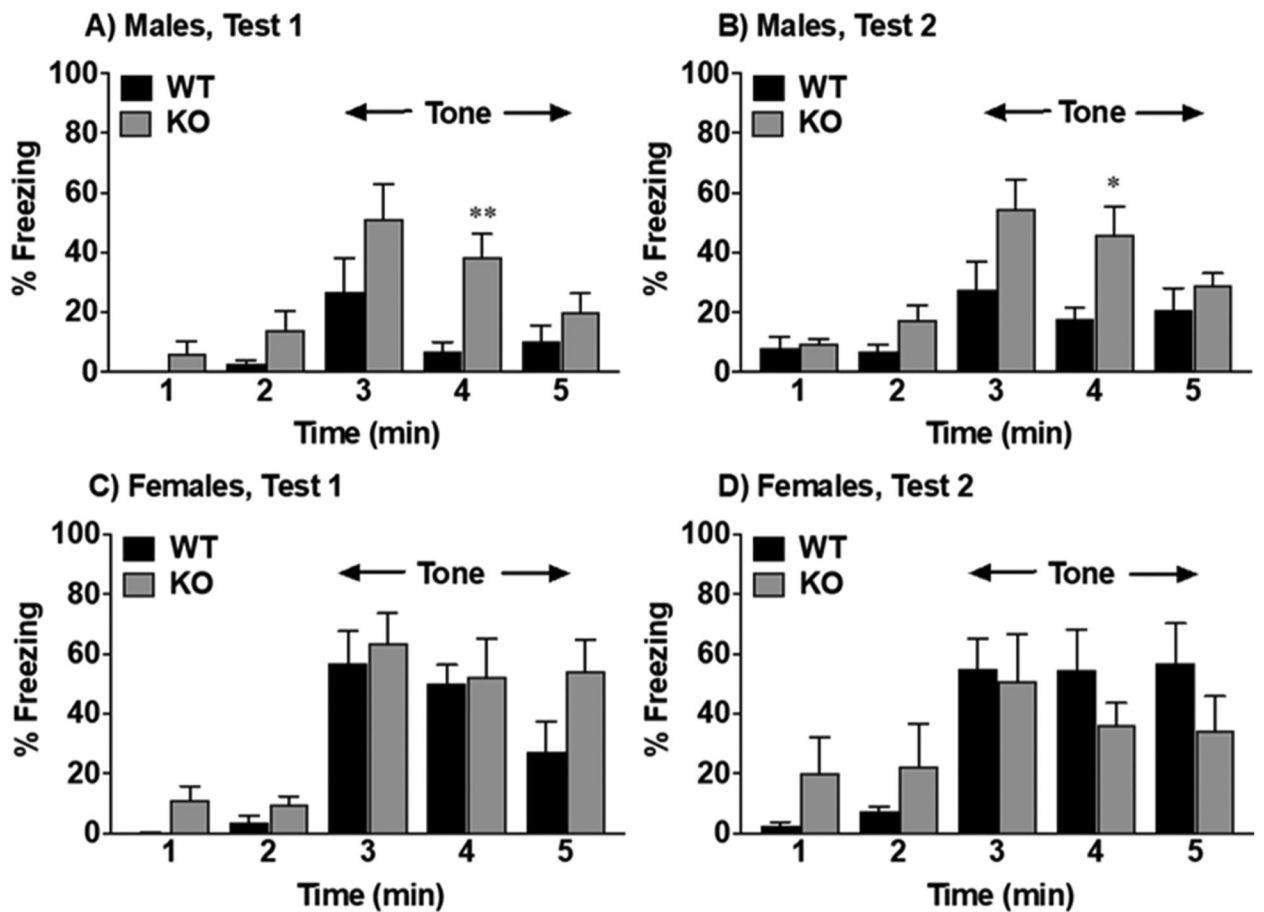 A) Males, Test 1
100
80
60
40
20
0
% Freezing
WT
KO
Tone
**
1 2 3 4 5
Time (min)
B) Males, Test 2
100
80
60
40
20
0
% Freezing
WT
KO
Tone
*
1 2 3 4 5
Time (min)
C) Females, Test 1
100
80
60
40
20
0
% Freezing
WT
KO
Tone
1 2 3 4 5
Time (min)
D) Females, Test 2
100
80
60
40
20
0
% Freezing
WT
KO
Tone
1 2 3 4 5
Time (min)